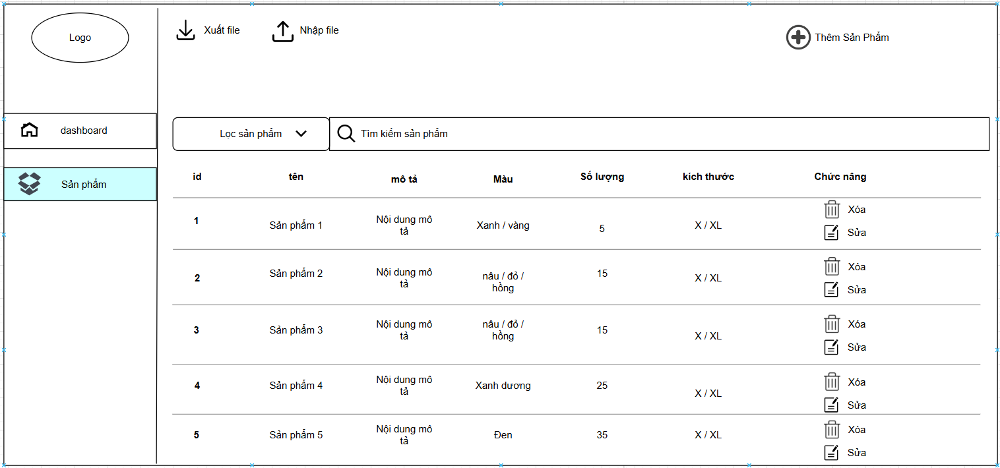 Logo
Xuất file
Nhập file
Thêm Sản Phẩm
dashboard
Sản phẩm
Lọc sản phẩm
Tìm kiếm sản phẩm
id tên mô tả Màu Số lượng kích thước Chức nâng
1 Sản phẩm 1 Nội dung mô
tả Xanh / vàng 5 X / XL Xóa
Sửa
2 Sản phẩm 2 Nội dung mô
tả nâu / đỏ /
hồng 15 X / XL Xóa
Sửa
3 Sản phẩm 3 Nội dung mô
tả nâu / đỏ /
hồng 15 X / XL Xóa
Sửa
4 Sản phẩm 4 Nội dung mô
tả Xanh dương 25 X / XL Xóa
Sửa
5 Sản phẩm 5 Nội dung mô
tả Đen 35 X / XL Xóa
Sửa